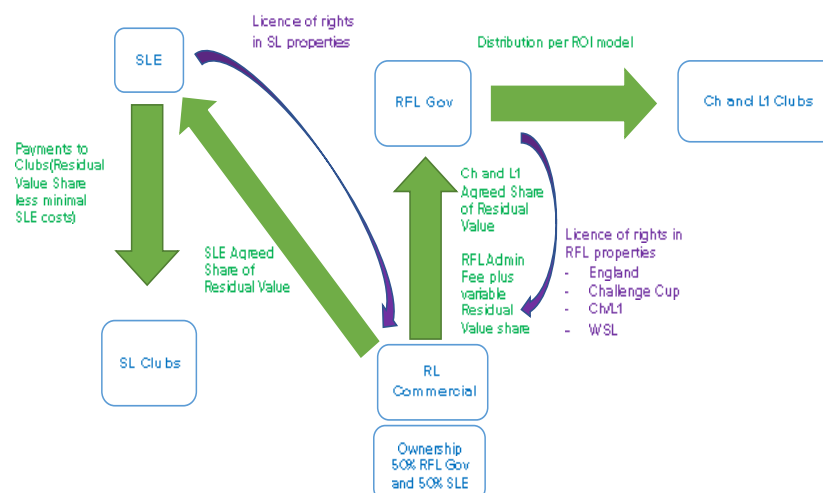 Licence of rights
in SL properties
SLE
Distribution per ROI model
RFL Gov
Ch and L1 Clubs
Payments to
Clubs(Residual
Value Share
less minimal
SLE costs)
Ch and L1
Agreed Share
of Residual
Value
SLE Agreed
Share of
Residual Value
RFL Admin
Fee plus
variable
Residual
Value share
Licence of rights in
RFL properties
- England
- Challenge Cup
- Ch/L1
- WSL
SL Clubs
RL
Commercial
Ownership
50% RFL Gov
and 50% SLE